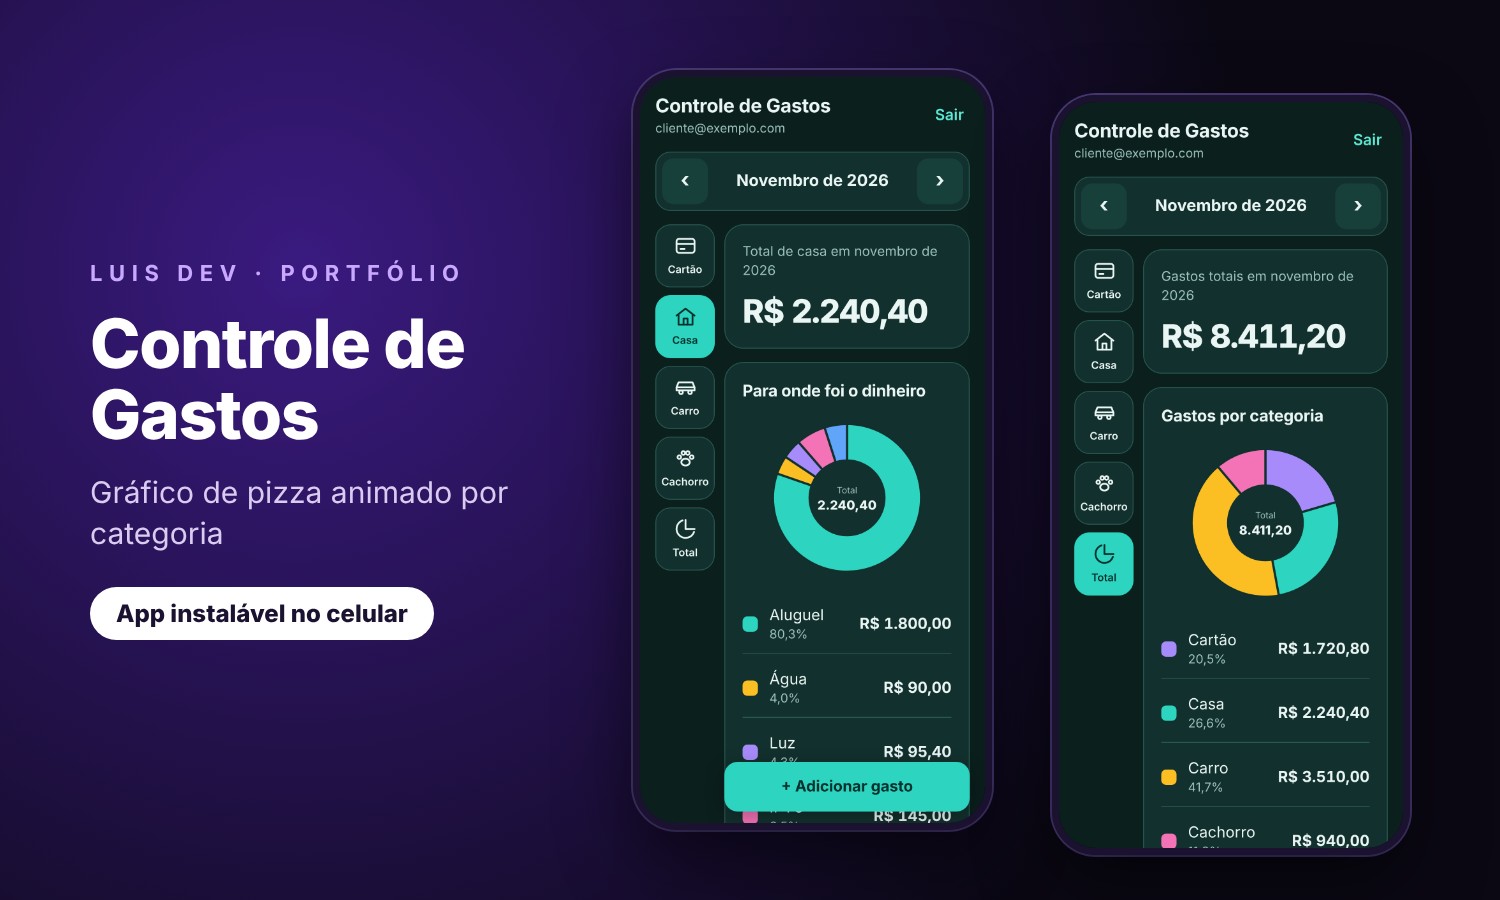 LUIS DEV · PORTFÓLIO
Controle de
Gastos
Gráfico de pizza animado por
categoria
App instalável no celular
Controle de Gastos
cliente@exemplo.com
Sair
‹
Novembro de 2026
›
Cartão
Casa
Carro
Cachorro
Total
Total de casa em novembro de
2026
R$ 2.240,40
Para onde foi o dinheiro
Total
2.240,40
Aluguel
80,3%
R$ 1.800,00
Água
4,0%
R$ 90,00
Luz
R$ 95,40
+ Adicionar gasto
R$ 145,00
Controle de Gastos
cliente@exemplo.com
Sair
‹
Novembro de 2026
›
Cartão
Casa
Carro
Cachorro
Total
Gastos totais em novembro de
2026
R$ 8.411,20
Gastos por categoria
Total
8.411,20
Cartão
20,5%
R$ 1.720,80
Casa
26,6%
R$ 2.240,40
Carro
41,7%
R$ 3.510,00
Cachorro
R$ 940,00